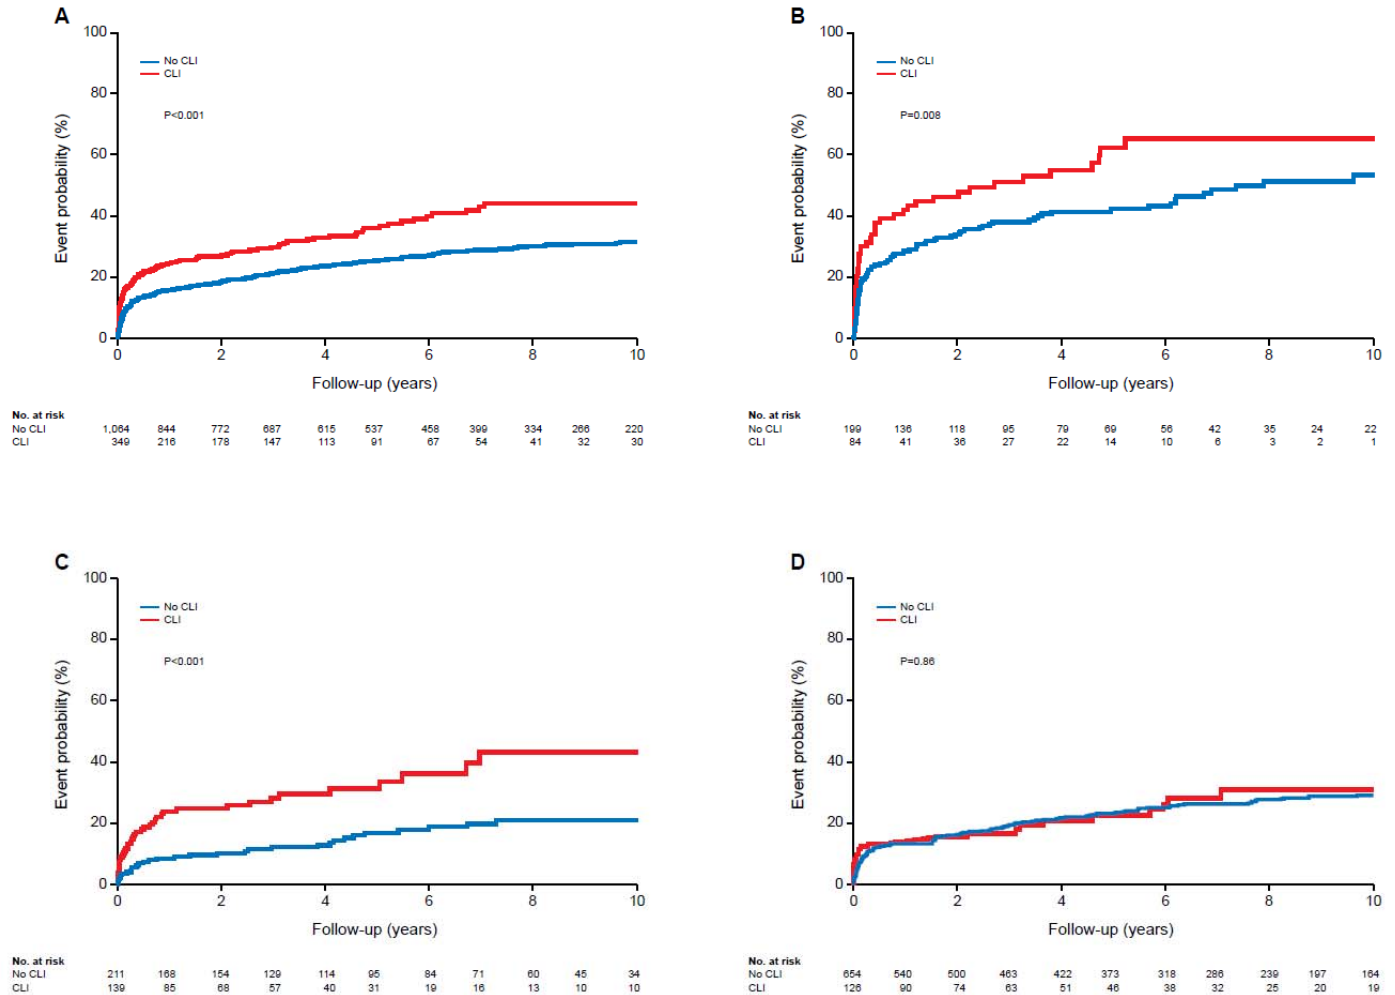 A
100
80
60
40
20
0
Event probability (%)
No CLI
CLI
P<0.001
0 2 4 6 8 10
Follow-up (years)
No. at risk
No CLI 1,064 844 772 687 615 537 458 399 334 266 220
CLI 349 216 178 147 113 91 67 54 41 32 30
B
100
80
60
40
20
0
Event probability (%)
No CLI
CLI
P=0.008
0 2 4 6 8 10
Follow-up (years)
No. at risk
No CLI 199 136 118 95 79 69 56 42 35 24 22
CLI 84 41 36 27 22 14 10 6 3 2 1
C
100
80
60
40
20
0
Event probability (%)
No CLI
CLI
P<0.001
0 2 4 6 8 10
Follow-up (years)
No. at risk
No CLI 211 168 154 129 114 95 84 71 60 45 34
CLI 139 85 68 57 40 31 19 16 13 10 10
D
100
80
60
40
20
0
Event probability (%)
No CLI
CLI
P=0.86
0 2 4 6 8 10
Follow-up (years)
No. at risk
No CLI 654 540 500 463 422 373 318 286 239 197 164
CLI 126 90 74 63 51 46 38 32 25 20 19